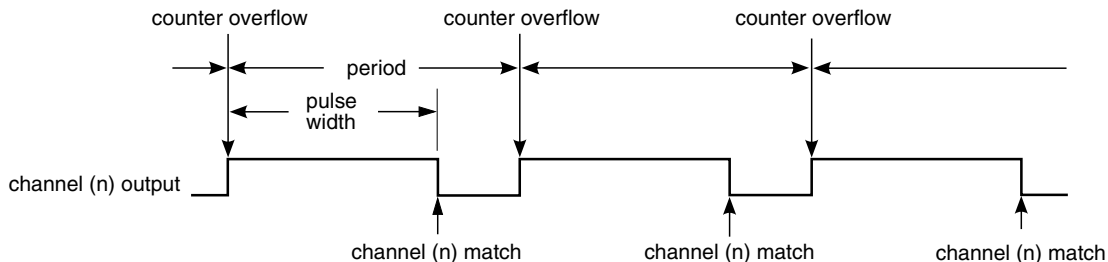 counter overflow counter overflow counter overflow
period
pulse
width
channel (n) output
channel (n) match channel (n) match channel (n) match